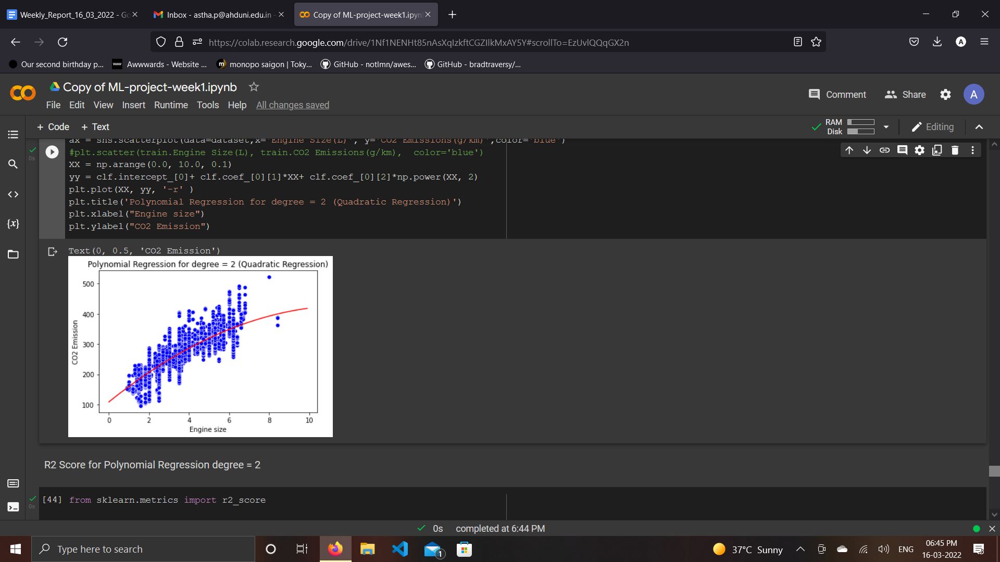 Weekly_Report_16_03_2022 - Go
Inbox - astha.p@ahduni.edu.in -
Copy of ML-project-week1.ipyn
https://colab.research.google.com/drive/1Nf1NENHt85nAsXqIzkftCGZIlkMxAY5Y#scrollTo=EzUvlQQqGX2n
Our second birthday p...
Awwwards - Website ...
monopo saigon | Toky...
GitHub - notlmn/awes...
GitHub - bradtraversy/...
Copy of ML-project-week1.ipynb
Comment
Share
A
File Edit View Insert Runtime Tools Help All changes saved
+ Code + Text
RAM
Disk
Editing
ax = sns.scatterplot(data=dataset,x='Engine Size(L)', y='CO2 Emissions(g/km)',color='blue')
0s
#plt.scatter(train.Engine Size(L), train.CO2 Emissions(g/km),  color='blue')
XX = np.arange(0.0, 10.0, 0.1)
yy = clf.intercept_[0]+ clf.coef_[0][1]*XX+ clf.coef_[0][2]*np.power(XX, 2)
plt.plot(XX, yy, '-r' )
plt.title('Polynomial Regression for degree = 2 (Quadratic Regression)')
plt.xlabel("Engine size")
plt.ylabel("CO2 Emission")
Text(0, 0.5, 'CO2 Emission')
Polynomial Regression for degree = 2 (Quadratic Regression)
500
400
300
200
100
CO2 Emission
0 2 4 6 8 10
Engine size
R2 Score for Polynomial Regression degree = 2
[44] from sklearn.metrics import r2_score
0s
0s completed at 6:44 PM
Type here to search
1
37°C Sunny
ENG
06:45 PM
16-03-2022